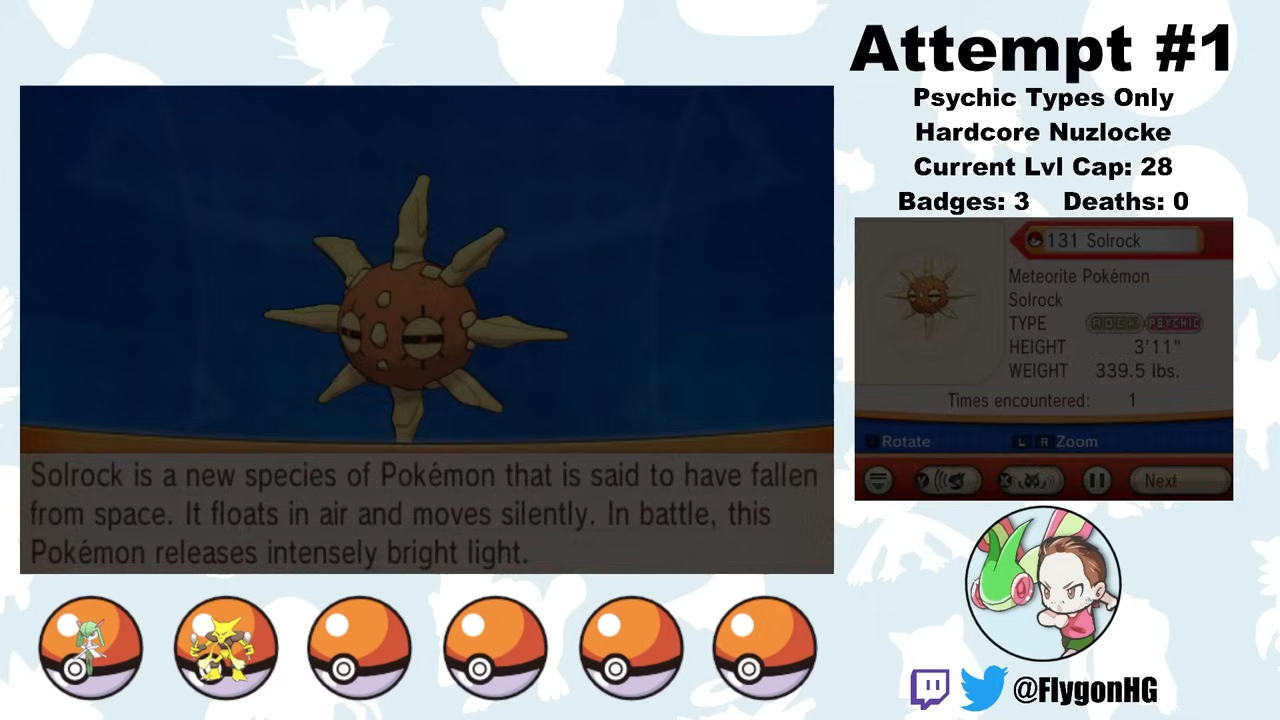 Attempt #1
Psychic Types Only
Hardcore Nuzlocke
Current Lvl Cap: 28
Badges: 3 Deaths: 0
131 Solrock
Meteorite Pokémon
Solrock
TYPE ROCK PSYCHIC
HEIGHT 3'11"
WEIGHT 339.5 lbs.
Times encountered: 1
Rotate L R Zoom
Y X Next
Solrock is a new species of Pokémon that is said to have fallen
from space. It floats in air and moves silently. In battle, this
Pokémon releases intensely bright light.
@FlygonHG